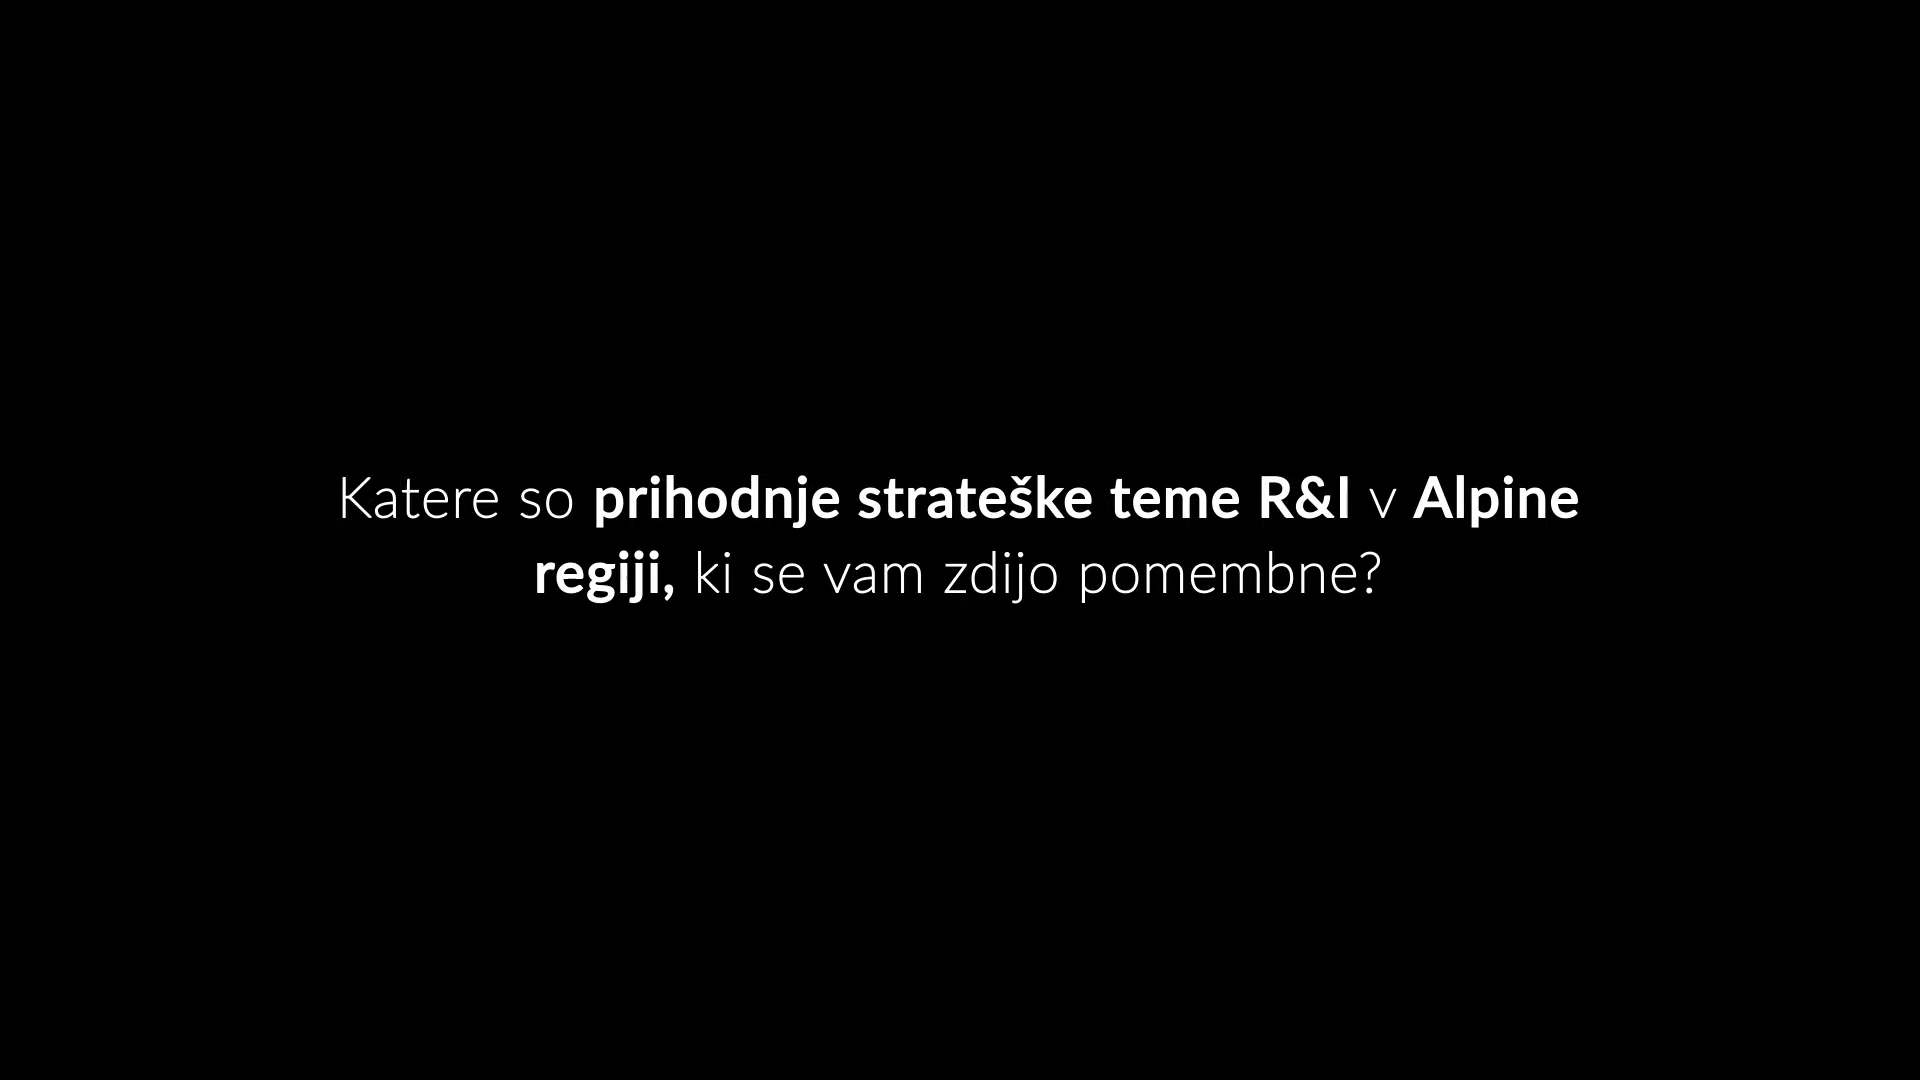 Katere so prihodnje strateške teme R&I v Alpine
regiji, ki se vam zdijo pomembne?